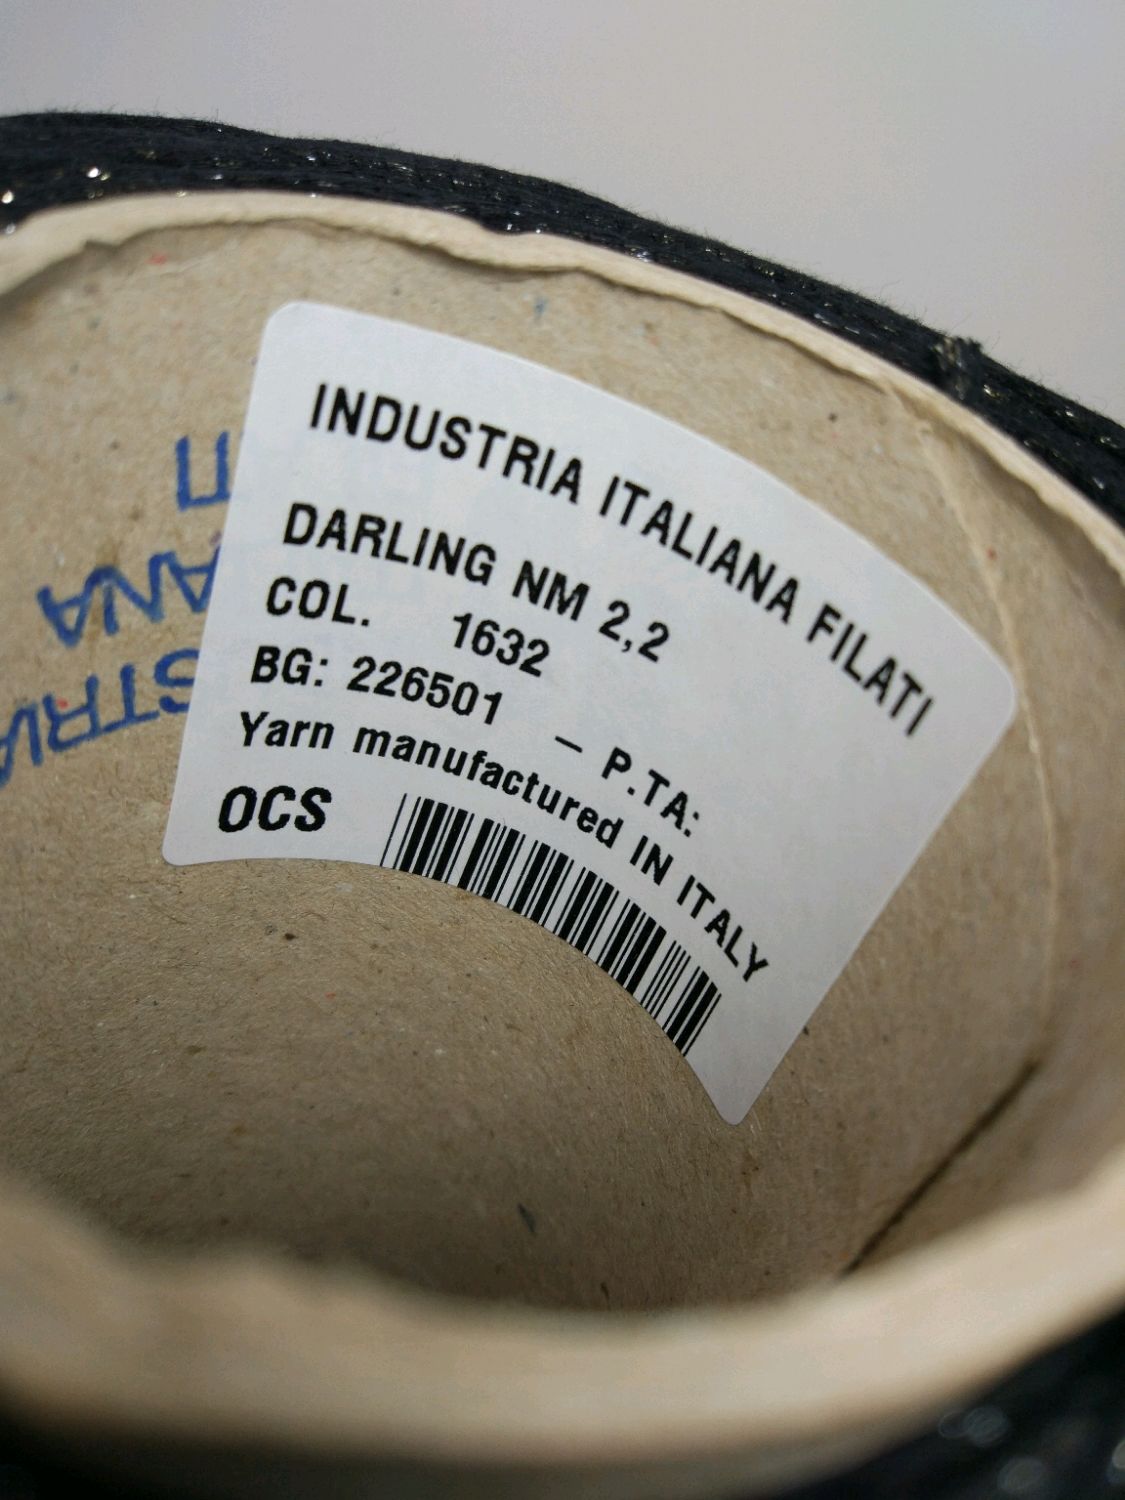 INDUSTRIA ITALIANA FILATI
DARLING NM 2,2
COL. 1632
BG: 226501 – P.TA:
Yarn manufactured IN ITALY
OCS